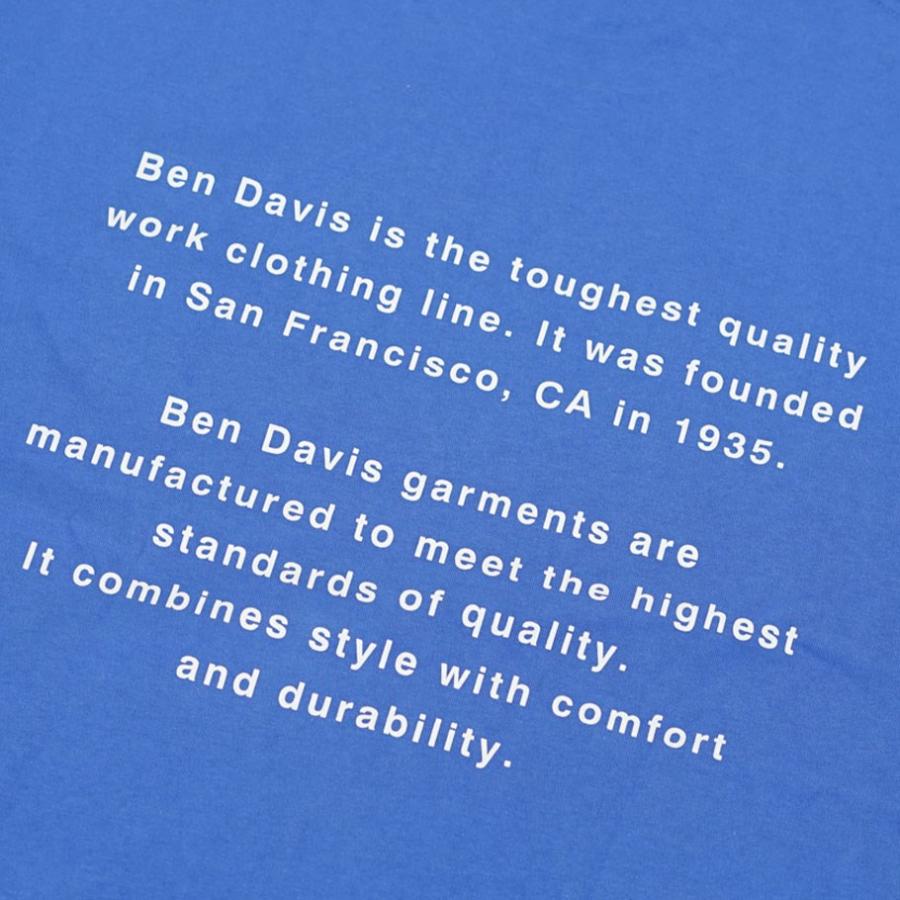 Ben Davis is the toughest quality
work clothing line. It was founded
in San Francisco, CA in 1935.
Ben Davis garments are
manufactured to meet the highest
standards of quality.
It combines style with comfort
and durability.